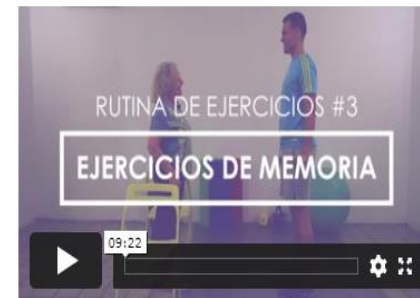 RUTINA DE EJERCICIOS #3
EJERCICIOS DE MEMORIA
09:22